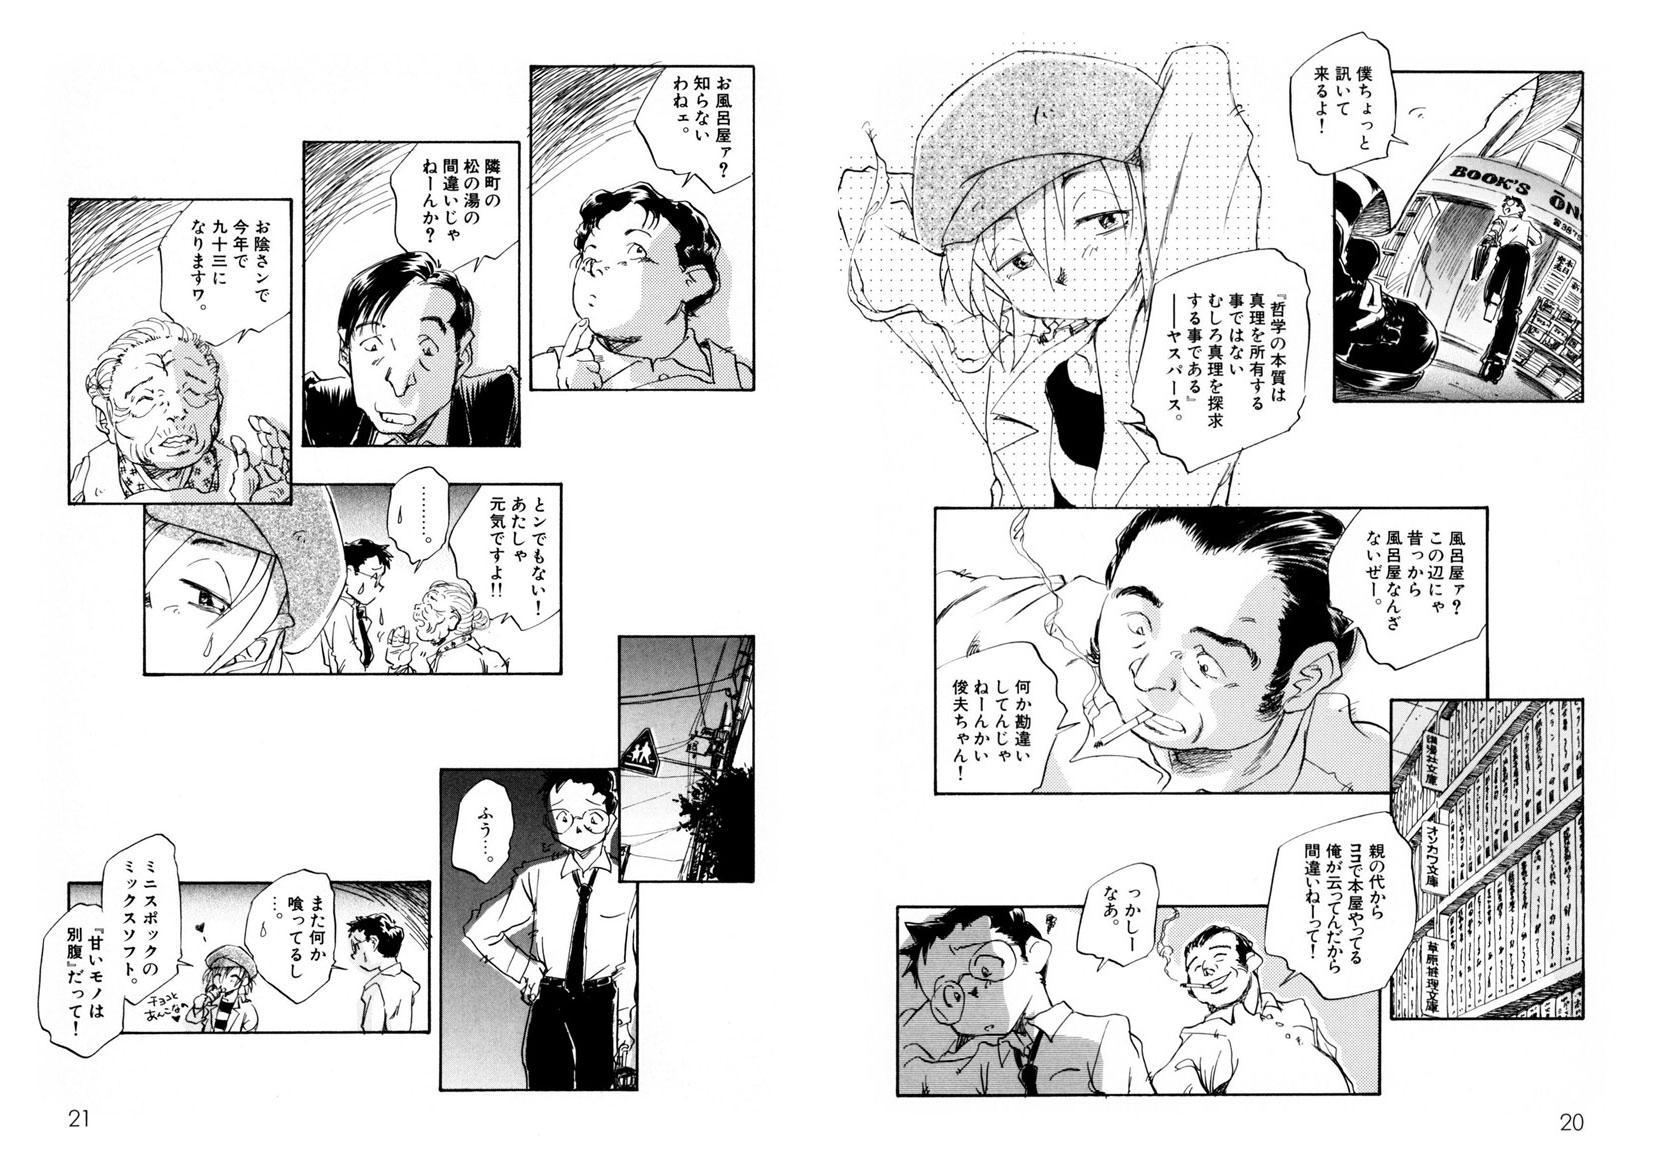 僕ちょっと
訊いて
来るよ!
BOOK'S
ON
本日
発売
『哲学の本質は
真理を所有する
事ではない
むしろ真理を探求
する事である』
――ヤスパース。
風呂屋ァ?
この辺にゃ
昔っから
風呂屋なんざ
ないぜー。
何か勘違い
してんじゃ
ねーんかい
俊夫ちゃん!
講漫社文庫
オンカワ文庫
草原推理文庫
親の代から
ココで本屋やってる
俺が云ってんだから
間違いねーって!
っかしー
なあ。
20
お風呂屋ァ?
知らない
わねェ。
隣町の
松の湯の
間違いじゃ
ねーんか?
お陰さンで
今年で
九十三に
なりますワ。
とンでもない!
あたしゃ
元気ですよ!!
………。
ふう…。
また何か
喰ってるし
…。
ミニスポックの
ミックスソフト。
『甘いモノは
別腹』だって!
チョコと
あんこなの♥
21